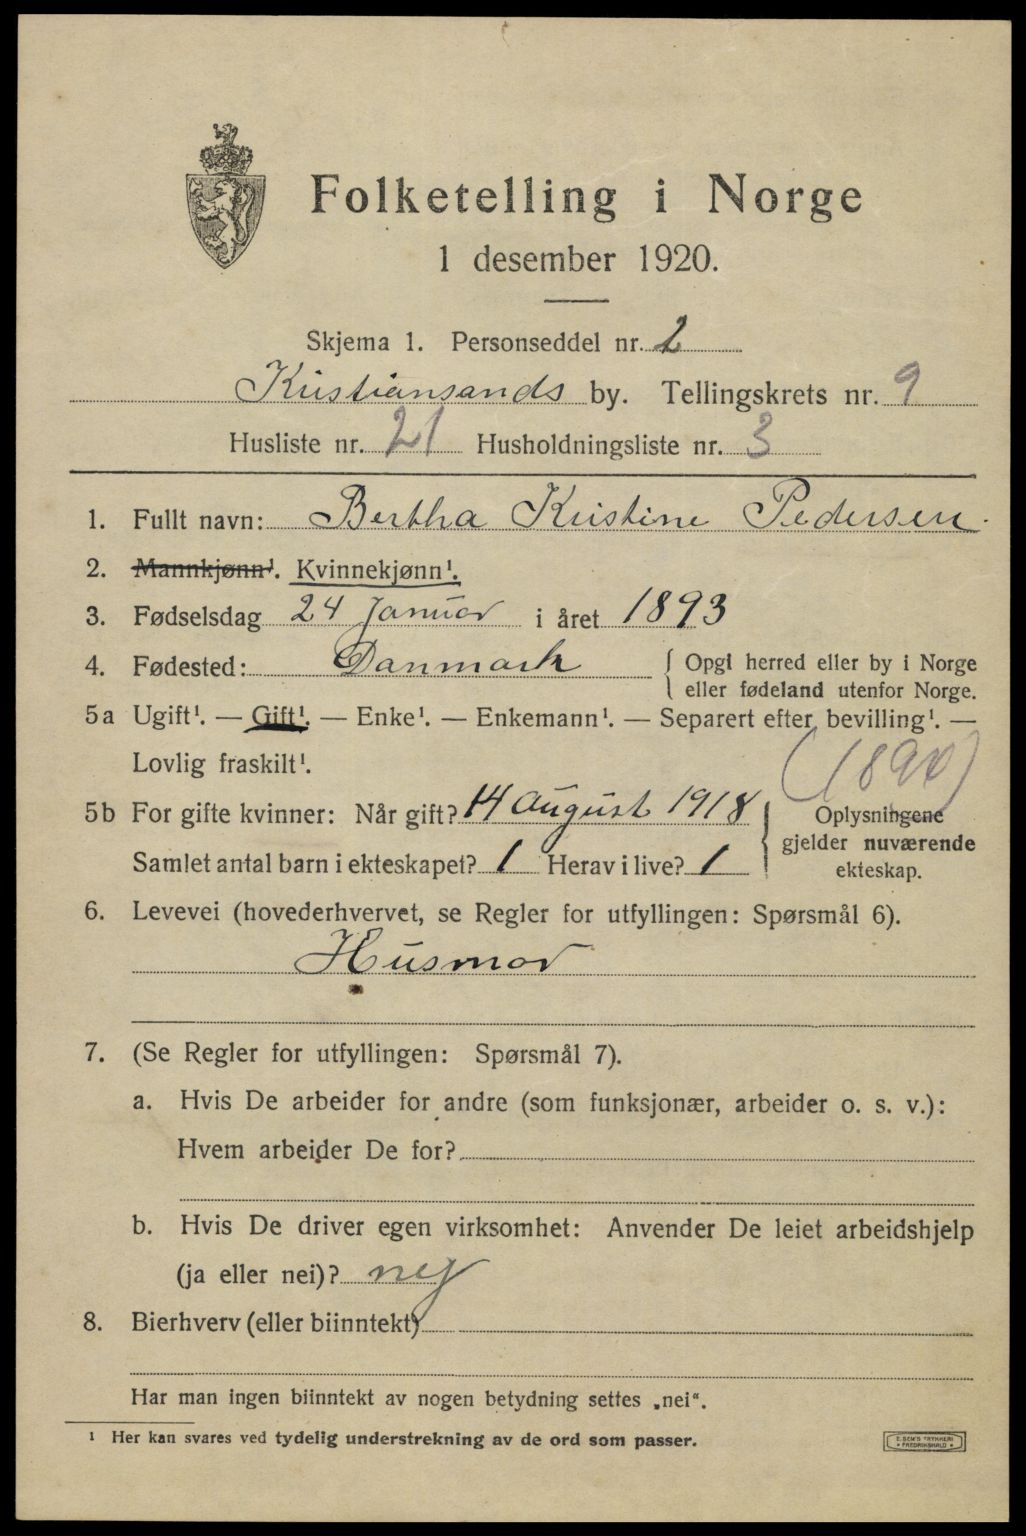 Folketelling i Norge
1 desember 1920.
Skjema 1. Personseddel nr. 2
Kristiansands by. Tellingskrets nr. 9
Husliste nr. 21 Husholdningsliste nr. 3
1. Fullt navn: Bertha Kristine Pedersen.
2. Mannkjønn¹. Kvinnekjønn¹.
3. Fødselsdag 24 Januar i året 1893
4. Fødested: Danmark { Opgi herred eller by i Norge
eller fødeland utenfor Norge.
5a Ugift¹. — Gift¹. — Enke¹. — Enkemann¹. — Separert efter bevilling¹. —
Lovlig fraskilt¹.
5b For gifte kvinner: Når gift? 14 august 1918 } Oplysningene
gjelder nuværende
Samlet antal barn i ekteskapet? 1 Herav i live? 1
ekteskap.
6. Levevei (hovederhvervet, se Regler for utfyllingen: Spørsmål 6).
Husmor
7. (Se Regler for utfyllingen: Spørsmål 7).
a. Hvis De arbeider for andre (som funksjonær, arbeider o. s. v.):
Hvem arbeider De for?
b. Hvis De driver egen virksomhet: Anvender De leiet arbeidshjelp
(ja eller nei)? nej
8. Bierhverv (eller biinntekt)
Har man ingen biinntekt av nogen betydning settes „nei“.
¹ Her kan svares ved tydelig understrekning av de ord som passer.